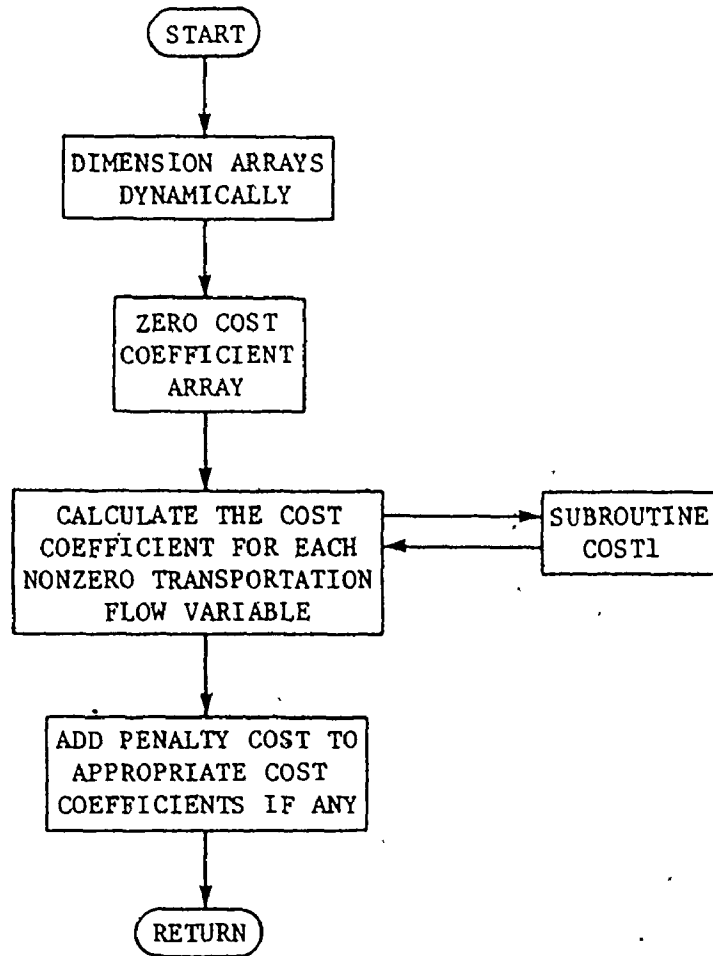 START
DIMENSION ARRAYS
DYNAMICALLY
ZERO COST
COEFFICIENT
ARRAY
CALCULATE THE COST
COEFFICIENT FOR EACH
NONZERO TRANSPORTATION
FLOW VARIABLE
SUBROUTINE
COST1
ADD PENALTY COST TO
APPROPRIATE COST
COEFFICIENTS IF ANY
RETURN